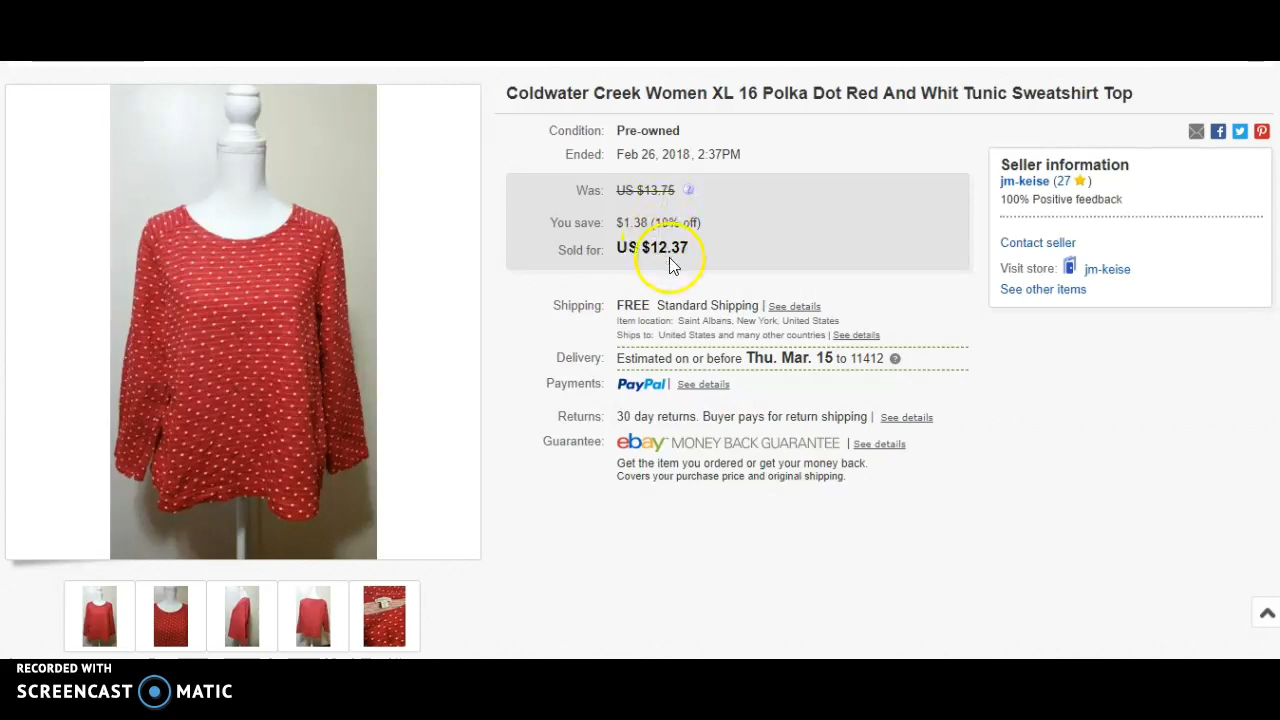 Coldwater Creek Women XL 16 Polka Dot Red And Whit Tunic Sweatshirt Top
Condition: Pre-owned
Ended: Feb 26, 2018, 2:37PM
Was: US $13.75
You save: $1.38 (10% off)
Sold for: US $12.37
Shipping: FREE Standard Shipping | See details
Item location: Saint Albans, New York, United States
Ships to: United States and many other countries | See details
Delivery: Estimated on or before Thu. Mar. 15 to 11412
Payments: PayPal | See details
Returns: 30 day returns. Buyer pays for return shipping | See details
Guarantee: ebay MONEY BACK GUARANTEE | See details
Get the item you ordered or get your money back.
Covers your purchase price and original shipping.
Seller information
jm-keise (27 )
100% Positive feedback
Contact seller
Visit store: jm-keise
See other items
RECORDED WITH
SCREENCAST MATIC